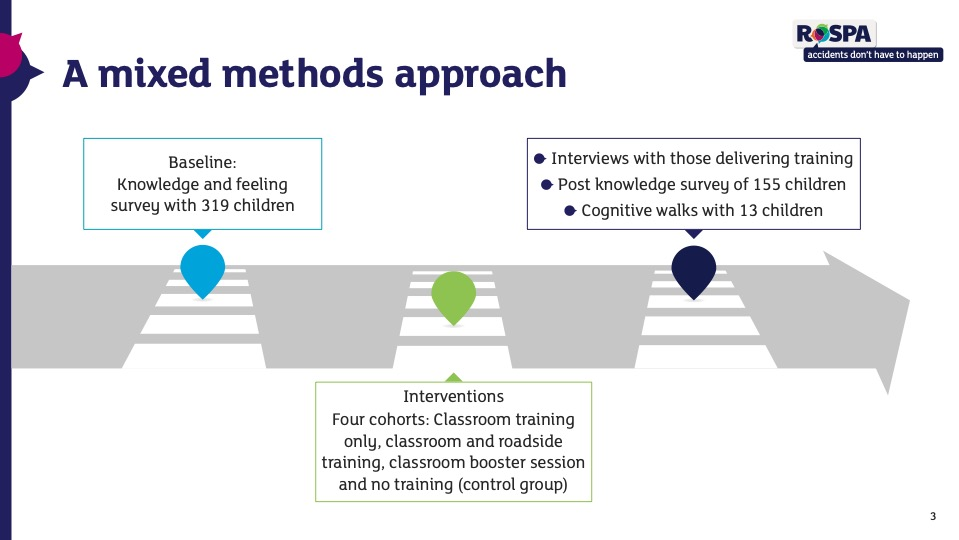 ROSPA
accidents don't have to happen
A mixed methods approach
Baseline:
Knowledge and feeling
survey with 319 children
Interviews with those delivering training
Post knowledge survey of 155 children
Cognitive walks with 13 children
Interventions
Four cohorts: Classroom training
only, classroom and roadside
training, classroom booster session
and no training (control group)
3